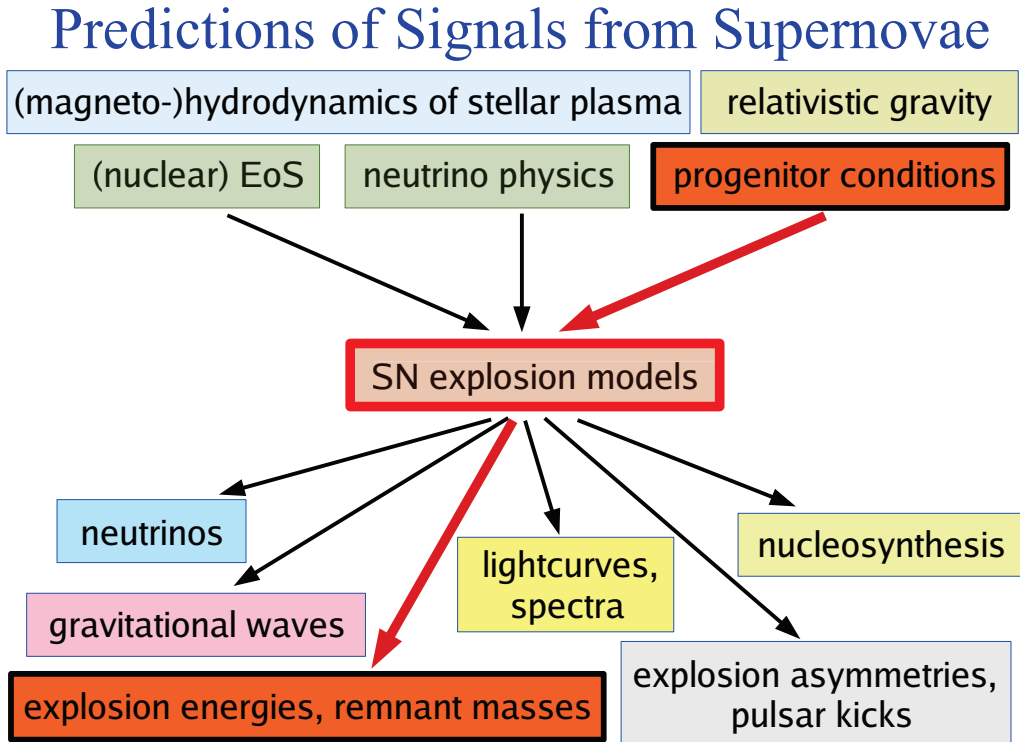 Predictions of Signals from Supernovae
(magneto-)hydrodynamics of stellar plasma
relativistic gravity
(nuclear) EoS
neutrino physics
progenitor conditions
SN explosion models
neutrinos
lightcurves,
spectra
nucleosynthesis
gravitational waves
explosion energies, remnant masses
explosion asymmetries,
pulsar kicks